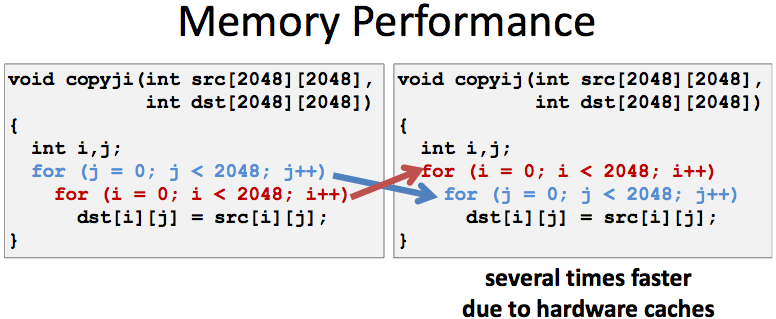 Memory Performance
void copyji(int src[2048][2048],
            int dst[2048][2048])
{
  int i,j;
  for (j = 0; j < 2048; j++)
    for (i = 0; i < 2048; i++)
      dst[i][j] = src[i][j];
}
void copyij(int src[2048][2048],
            int dst[2048][2048])
{
  int i,j;
  for (i = 0; i < 2048; i++)
    for (j = 0; j < 2048; j++)
      dst[i][j] = src[i][j];
}
several times faster
due to hardware caches